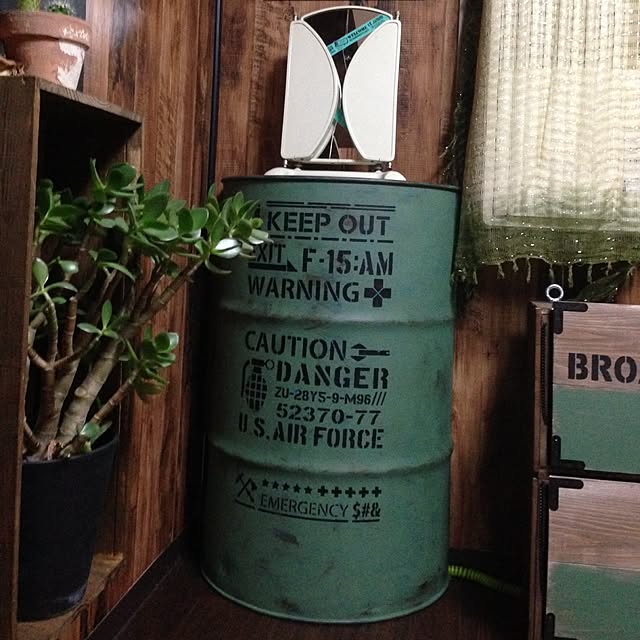 KEEP OUT
EXIT F-15:AM
WARNING
CAUTION
DANGER
ZU-28Y5-9-M96///
52370-77
U.S. AIR FORCE
EMERGENCY $#&
BRO